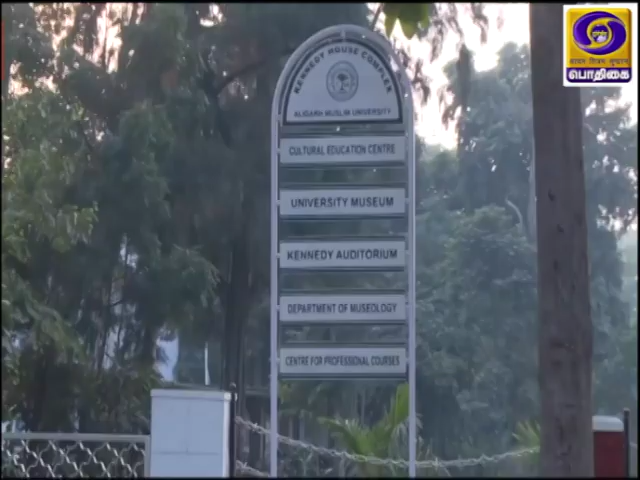 KENNEDY HOUSE COMPLEX
ALIGARH MUSLIM UNIVERSITY
CULTURAL EDUCATION CENTRE
UNIVERSITY MUSEUM
KENNEDY AUDITORIUM
DEPARTMENT OF MUSEOLOGY
CENTRE FOR PROFESSIONAL COURSES
பொதிகை